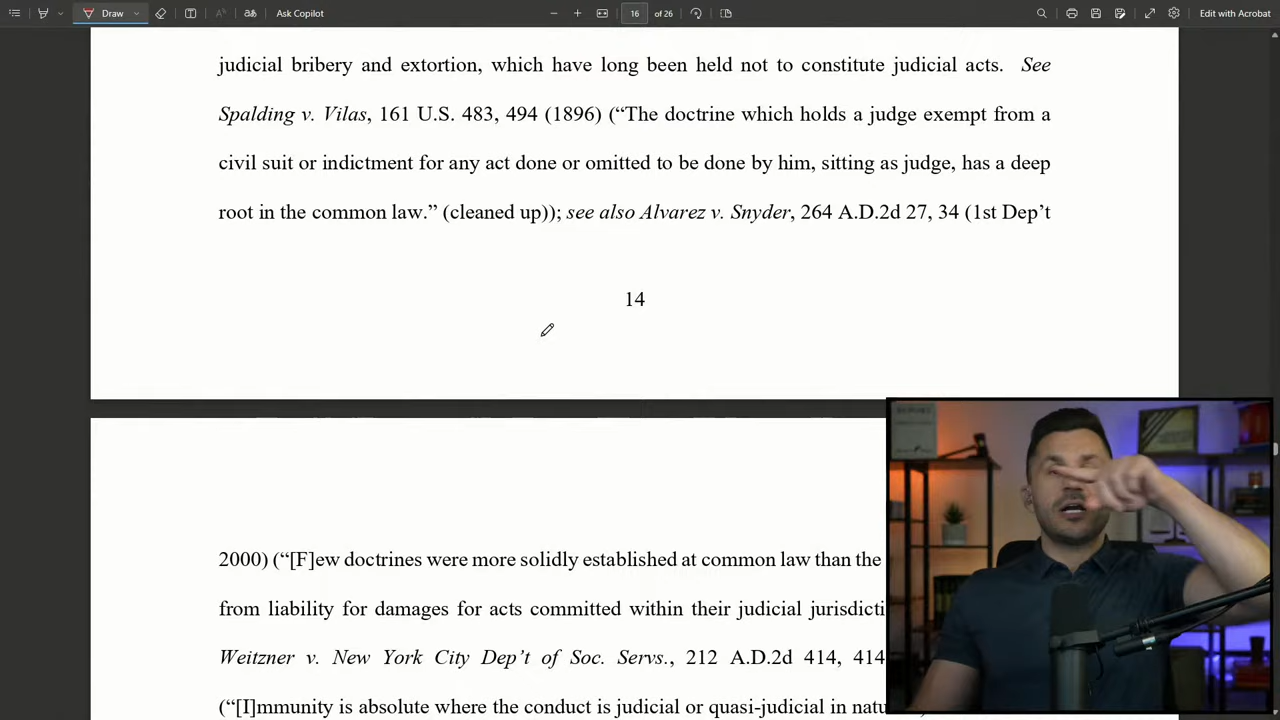 Draw
Ask Copilot
16 of 26
Edit with Acrobat
judicial bribery and extortion, which have long been held not to constitute judicial acts. See
Spalding v. Vilas, 161 U.S. 483, 494 (1896) (“The doctrine which holds a judge exempt from a
civil suit or indictment for any act done or omitted to be done by him, sitting as judge, has a deep
root in the common law.” (cleaned up)); see also Alvarez v. Snyder, 264 A.D.2d 27, 34 (1st Dep’t
14
2000) (“[F]ew doctrines were more solidly established at common law than the
from liability for damages for acts committed within their judicial
Weitzner v. New York City Dep’t of Soc. Servs., 212 A.D.2d 414, 414
(“[I]mmunity is absolute where the conduct is judicial or quasi-judicial in